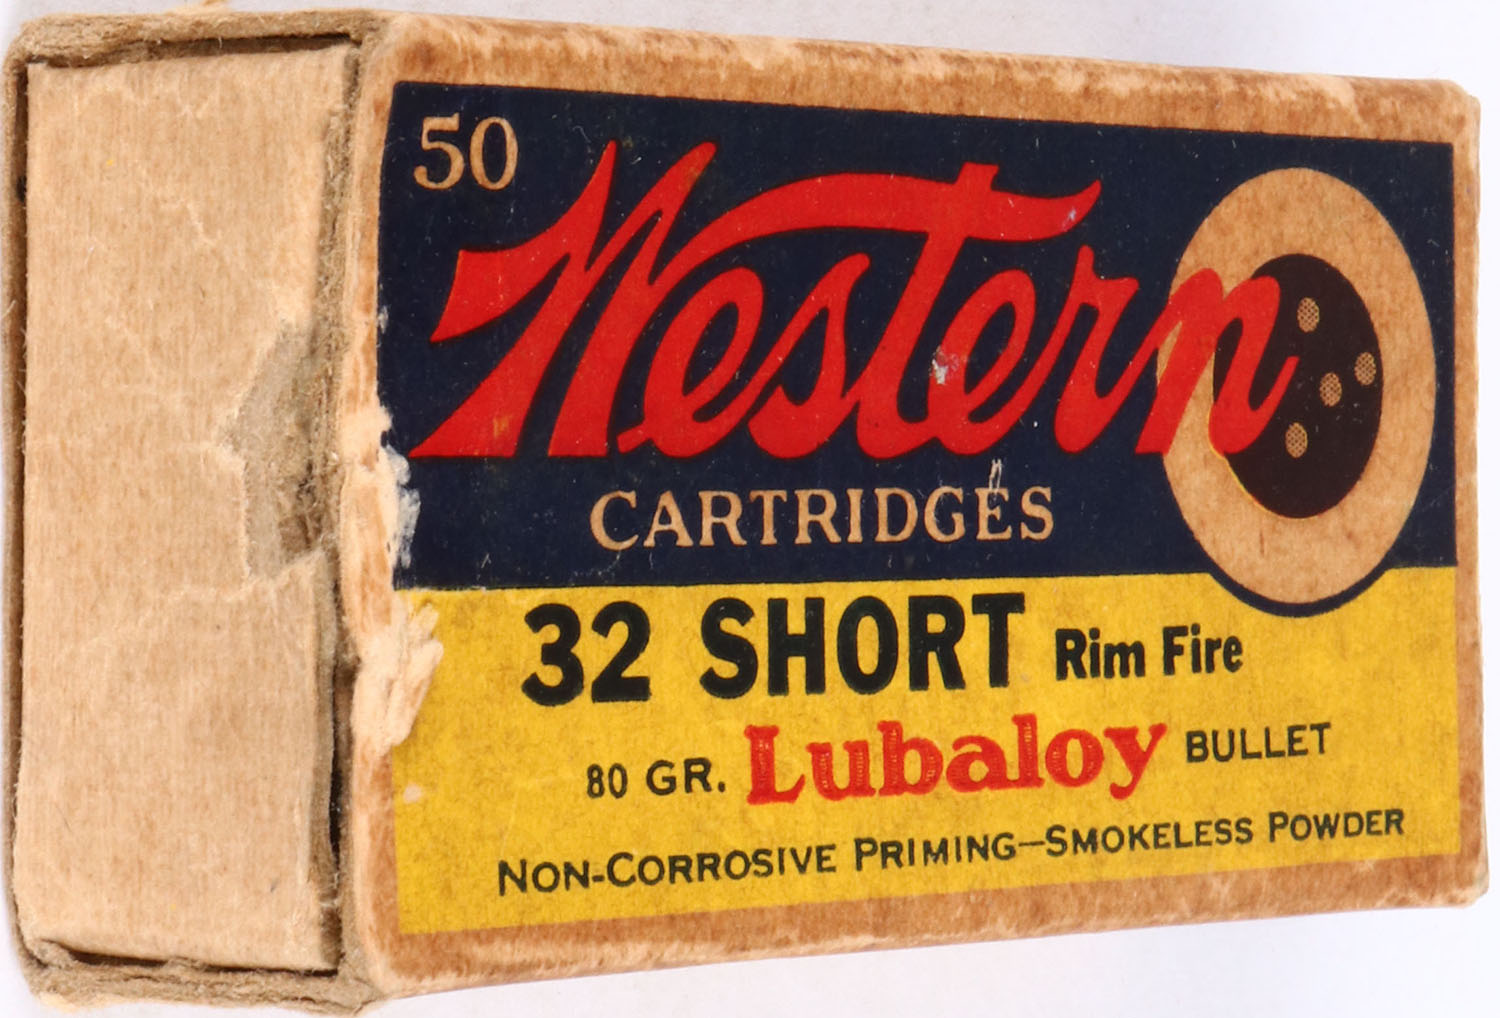 50
Western
CARTRIDGES
32 SHORT Rim Fire
80 GR. Lubaloy BULLET
NON-CORROSIVE PRIMING—SMOKELESS POWDER